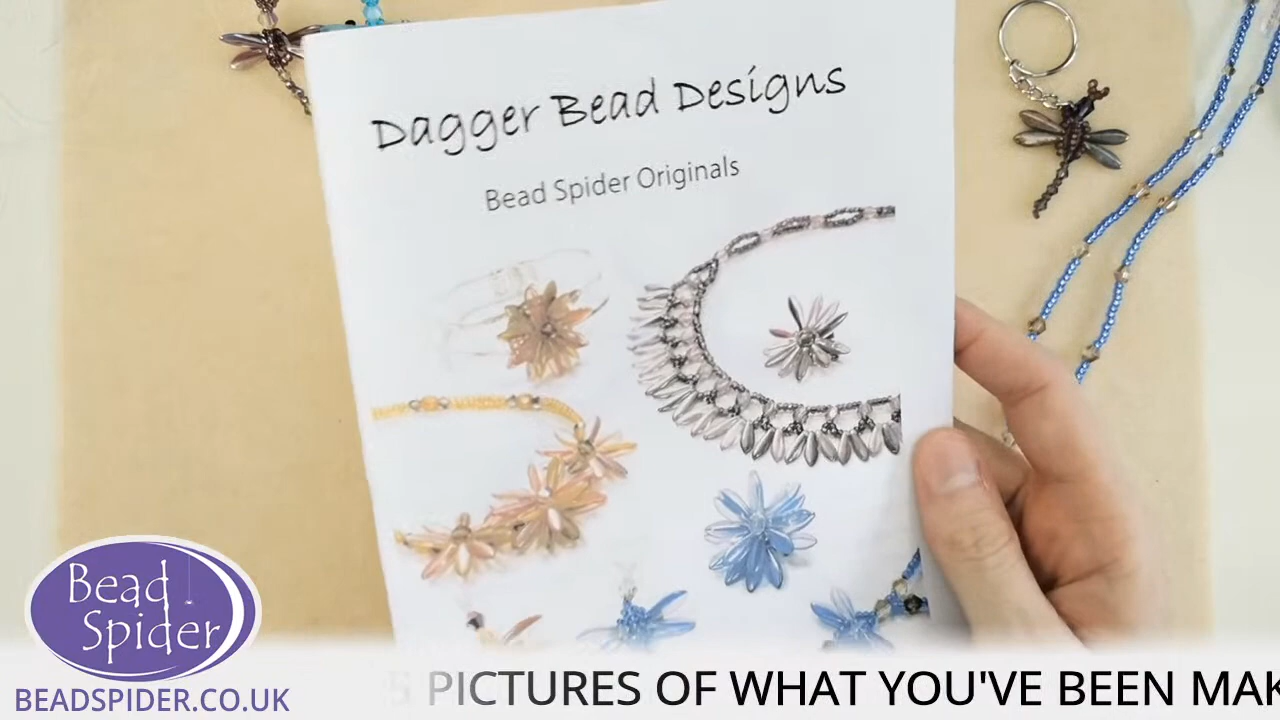 Dagger Bead Designs
Bead Spider Originals
Bead
Spider
BEADSPIDER.CO.UK
PICTURES OF WHAT YOU'VE BEEN MAK